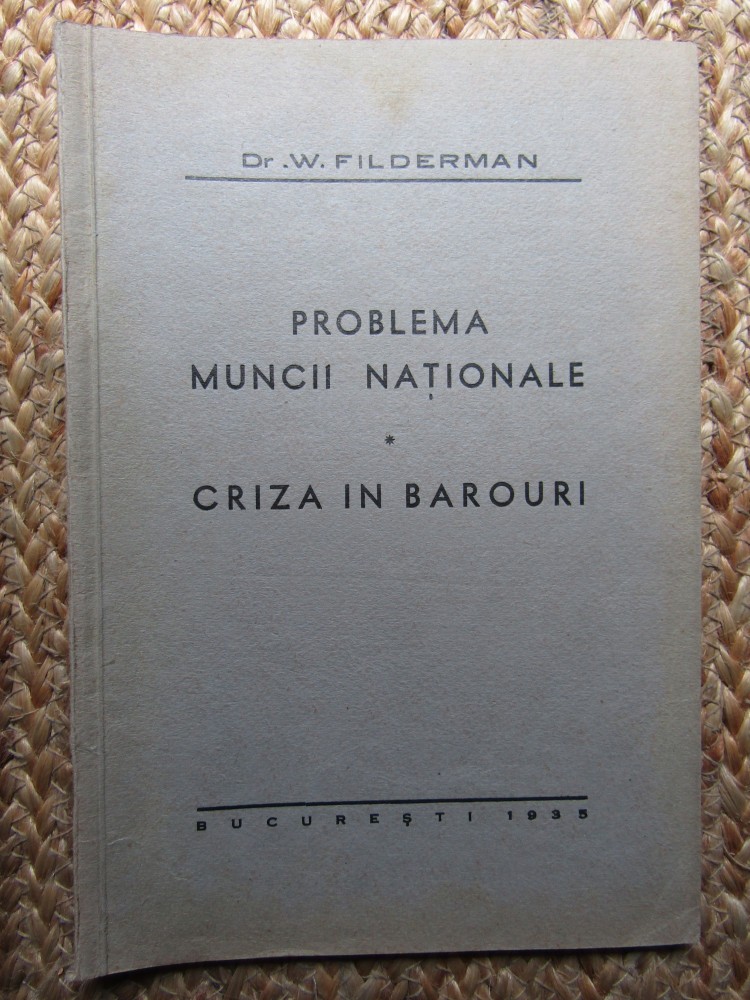 Dr .W. FILDERMAN
PROBLEMA
MUNCII NAȚIONALE
*
CRIZA IN BAROURI
BUCUREȘTI 1935